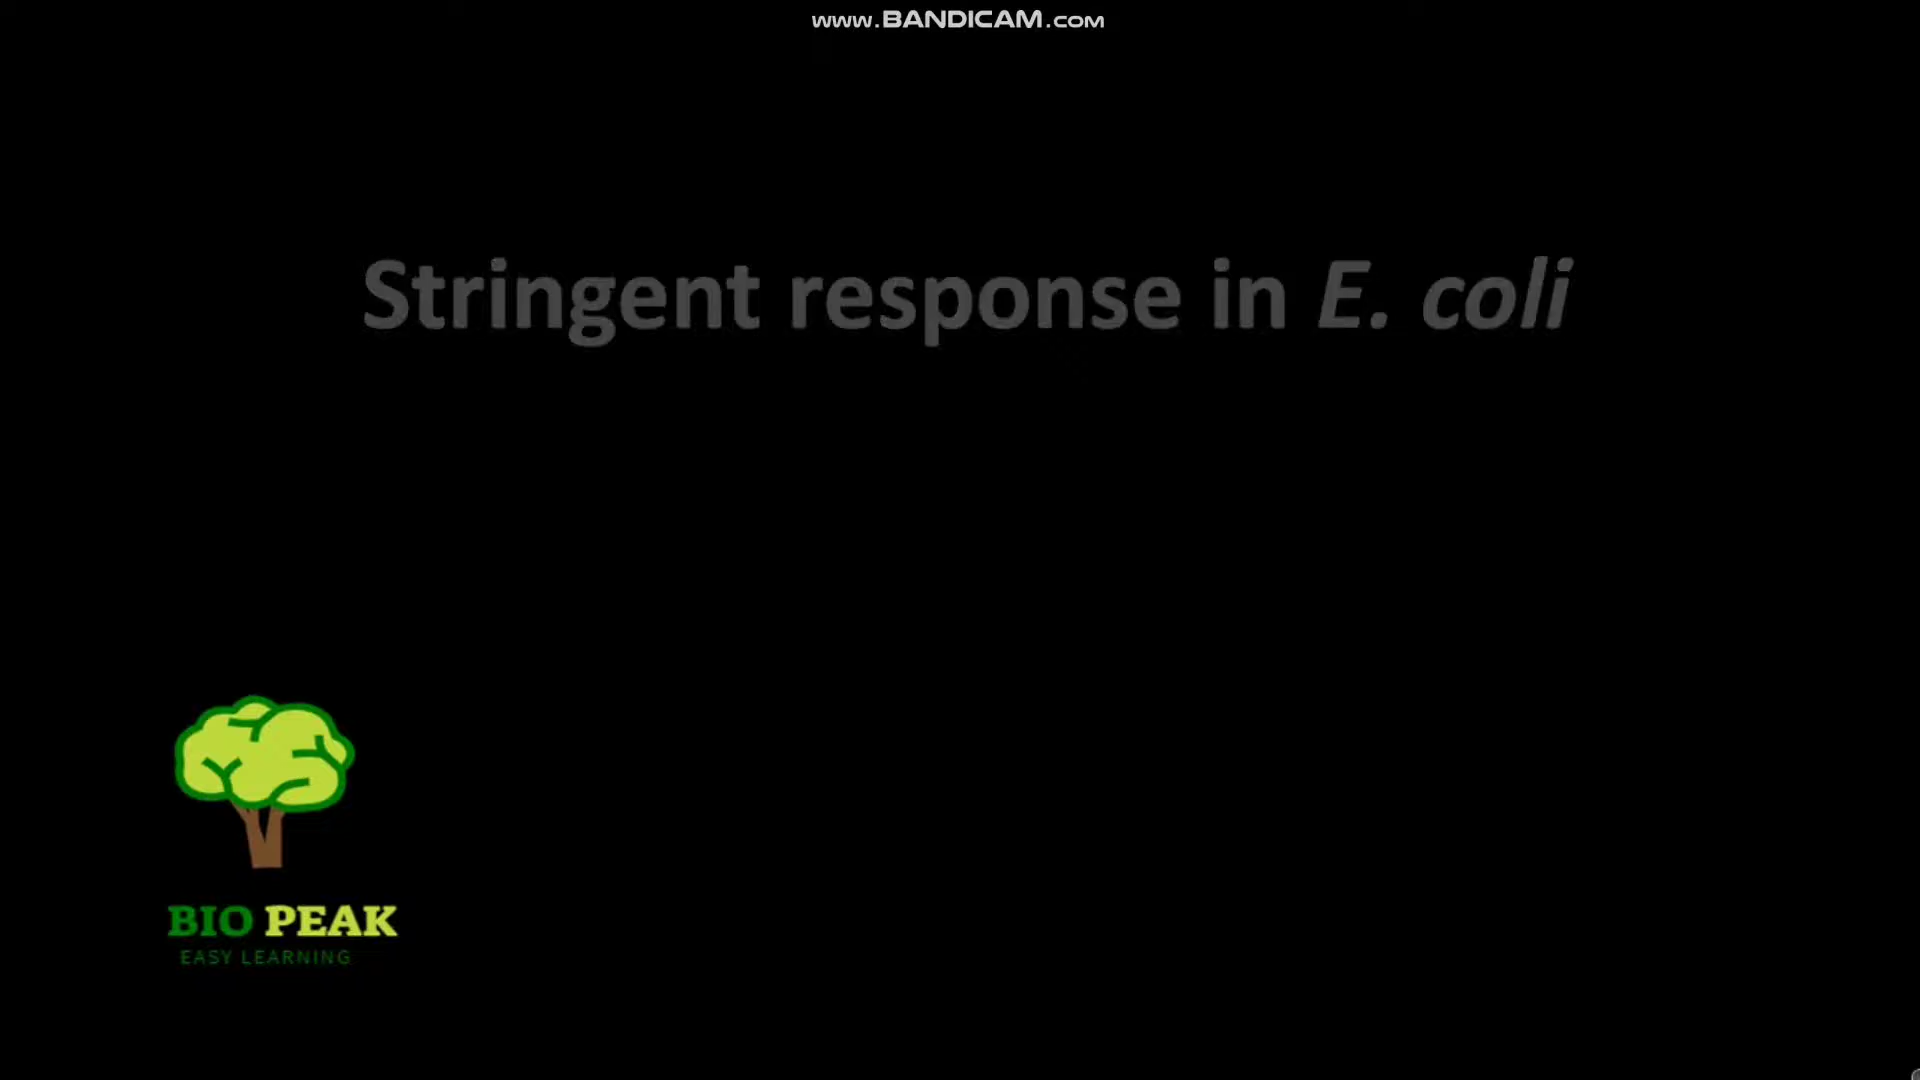 www.BANDICAM.com
Stringent response in E. coli
BIO PEAK
EASY LEARNING